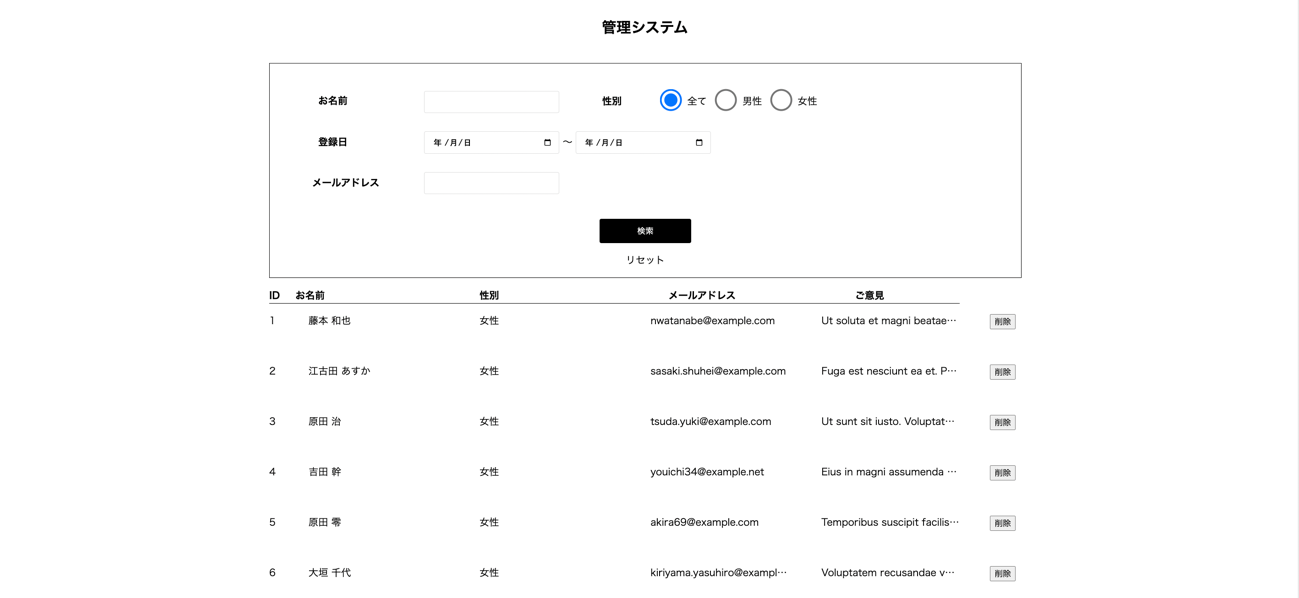 管理システム
お名前 性別 全て 男性 女性
登録日 年 /月/日 〜 年 /月/日
メールアドレス
検索
リセット
ID お名前 性別 メールアドレス ご意見
1 藤本 和也 女性 nwatanabe@example.com Ut soluta et magni beatae… 削除
2 江古田 あすか 女性 sasaki.shuhei@example.com Fuga est nesciunt ea et. P… 削除
3 原田 治 女性 tsuda.yuki@example.com Ut sunt sit iusto. Voluptat… 削除
4 吉田 幹 女性 youichi34@example.net Eius in magni assumenda … 削除
5 原田 零 女性 akira69@example.com Temporibus suscipit facilis… 削除
6 大垣 千代 女性 kiriyama.yasuhiro@exampl… Voluptatem recusandae v… 削除